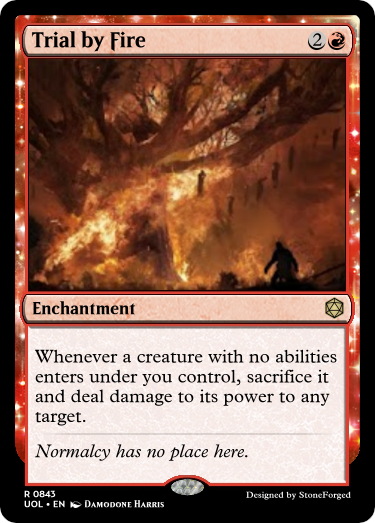 Trial by Fire 2
Enchantment
Whenever a creature with no abilities
enters under you control, sacrifice it
and deal damage to its power to any
target.
Normalcy has no place here.
R 0843
UOL • EN Damodone Harris
Designed by StoneForged